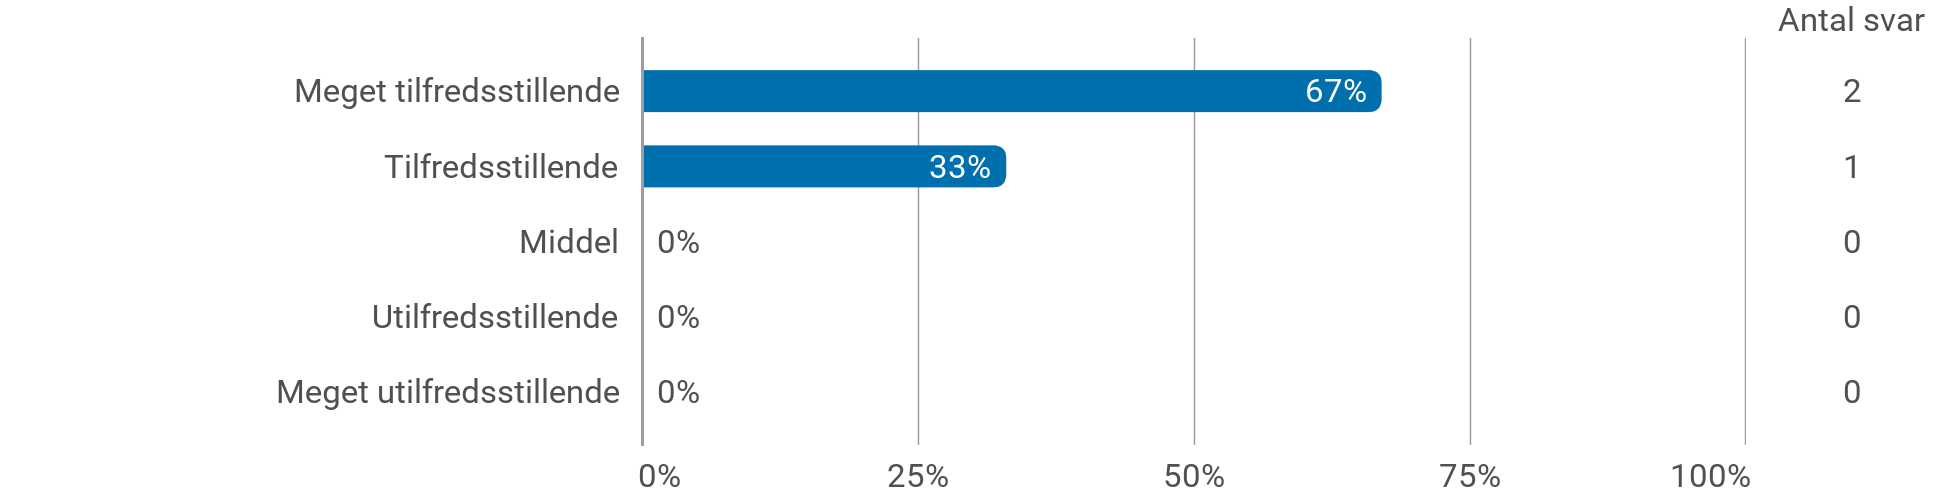 Antal svar
Meget tilfredsstillende 67% 2
Tilfredsstillende 33% 1
Middel 0% 0
Utilfredsstillende 0% 0
Meget utilfredsstillende 0% 0
0% 25% 50% 75% 100%